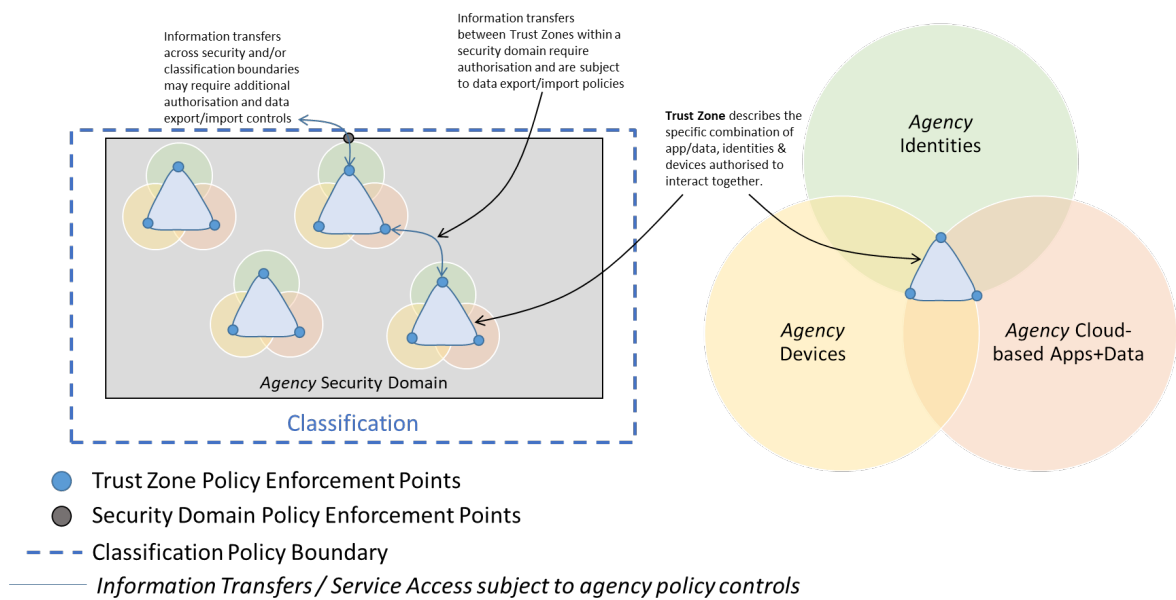 Information transfers
across security and/or
classification boundaries
may require additional
authorisation and data
export/import controls
Information transfers
between Trust Zones within a
security domain require
authorisation and are subject
to data export/import policies
Trust Zone describes the
specific combination of
app/data, identities &
devices authorised to
interact together.
Agency
Identities
Agency
Devices
Agency Cloud-
based Apps+Data
Agency Security Domain
Classification
Trust Zone Policy Enforcement Points
Security Domain Policy Enforcement Points
Classification Policy Boundary
Information Transfers / Service Access subject to agency policy controls